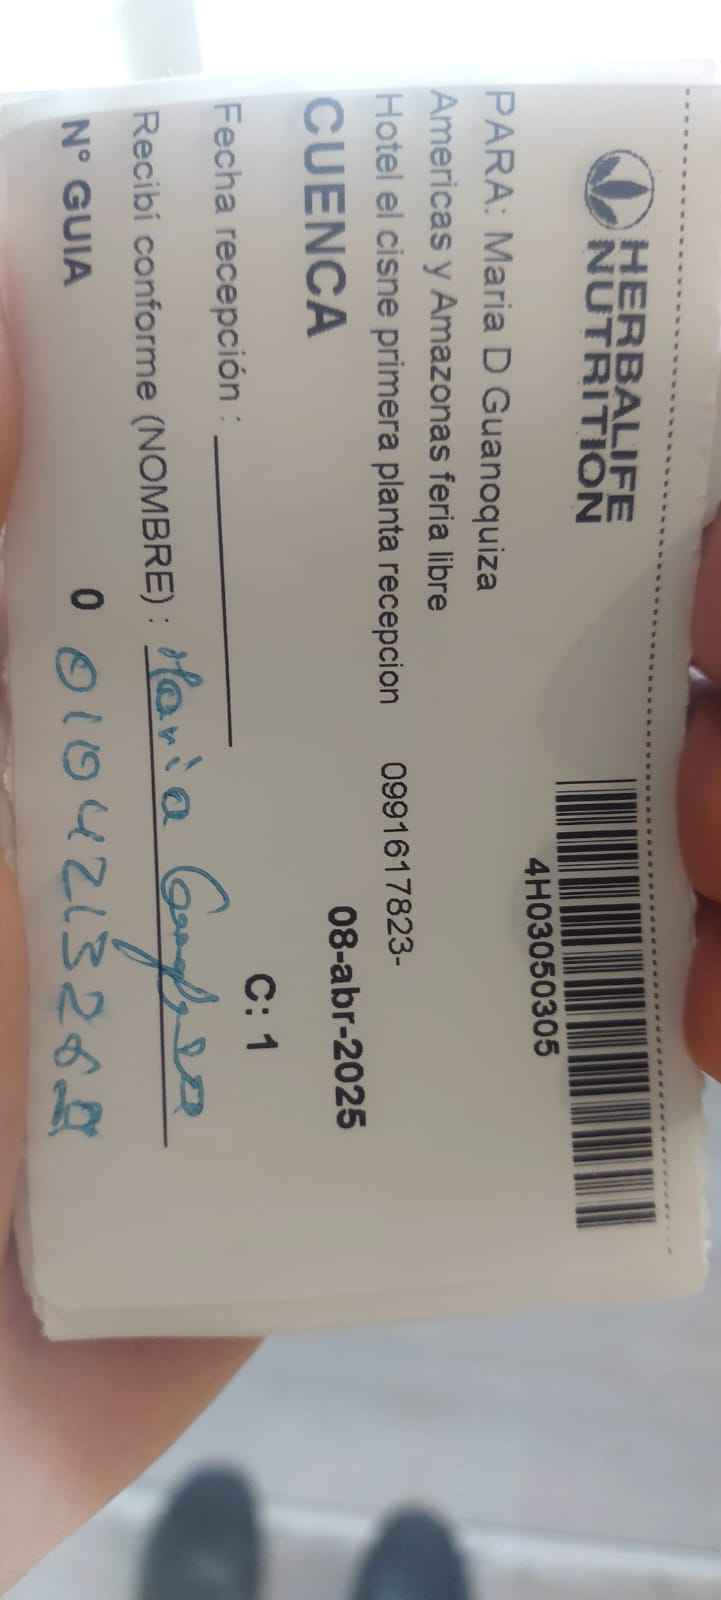 HERBALIFE
NUTRITION
4H03050305
PARA: Maria D Guanoquiza
Americas y Amazonas feria libre
Hotel el cisne primera planta recepcion 0991617823-
CUENCA 08-abr-2025
Fecha recepción :
C: 1
Recibí conforme (NOMBRE) : Maria
N° GUIA 0